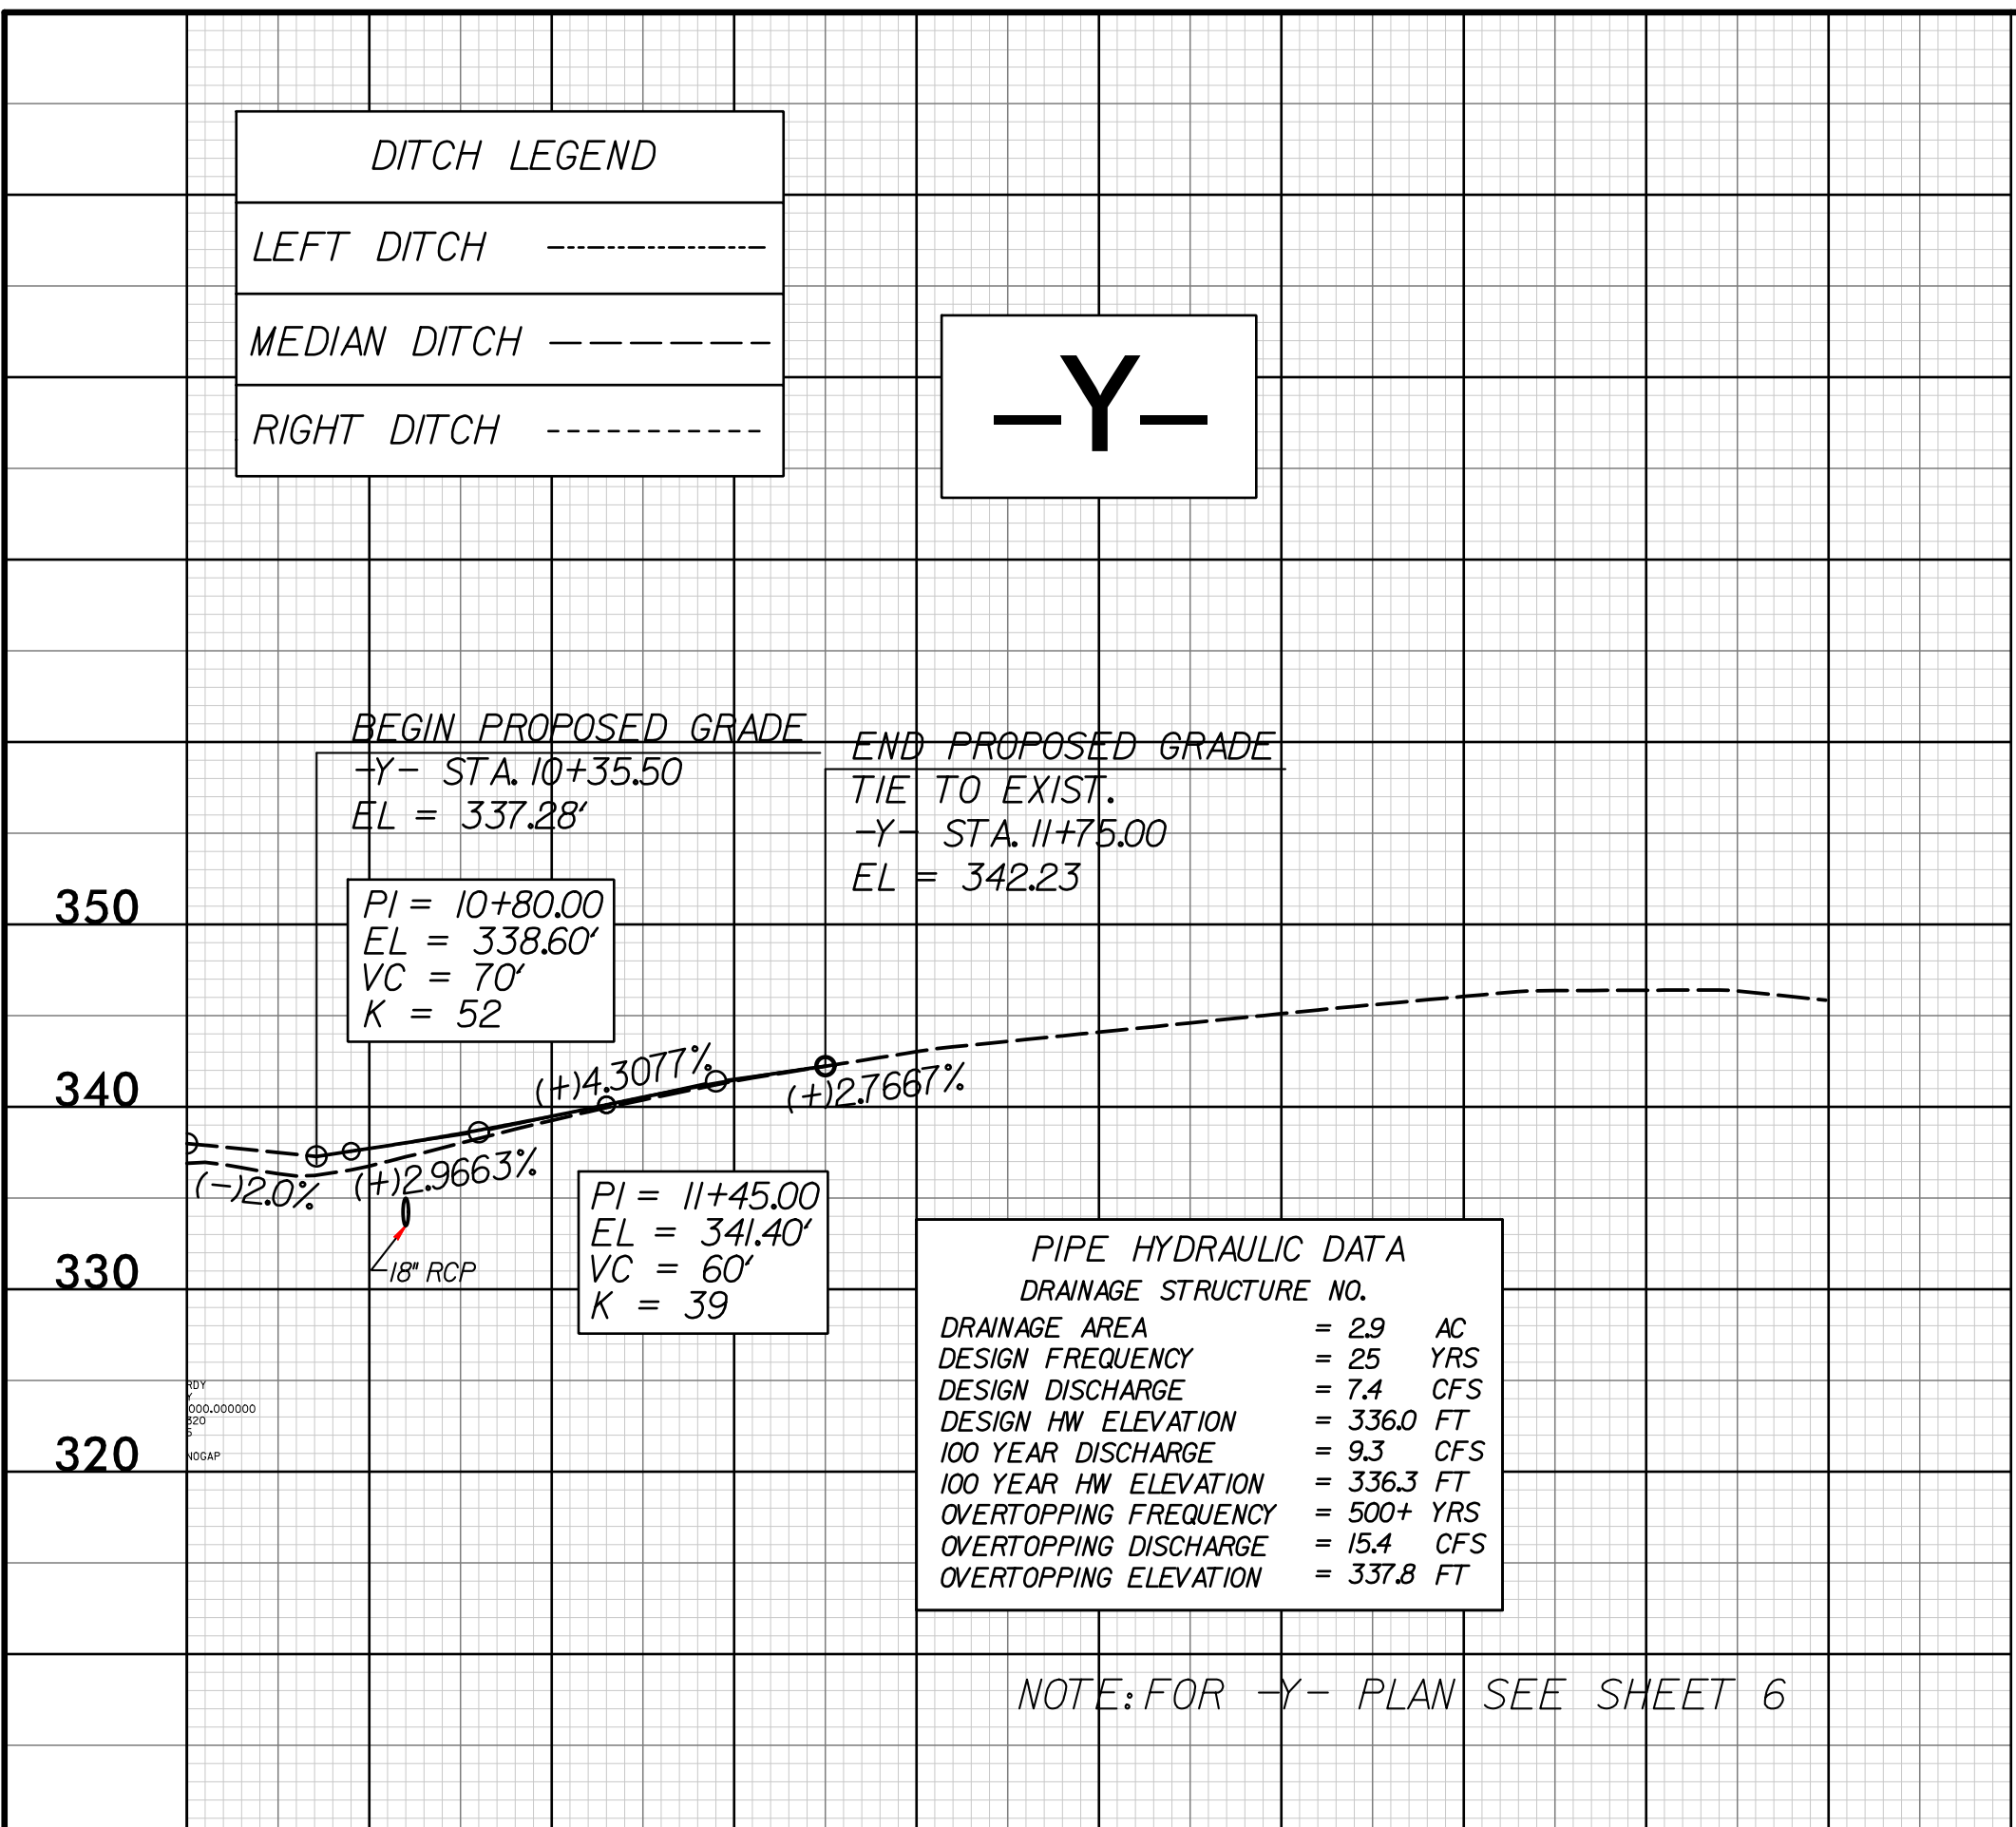 DITCH LEGEND
LEFT DITCH
MEDIAN DITCH
RIGHT DITCH
-Y-
BEGIN PROPOSED GRADE
-Y- STA. 10+35.50
EL = 337.28'
END PROPOSED GRADE
TIE TO EXIST.
-Y- STA. 11+75.00
EL = 342.23
PI = 10+80.00
EL = 338.60'
VC = 70'
K = 52
350
340
330
320
(+)4.3077%
(+)2.7667%
(-)2.0%
(+)2.9663%
18" RCP
PI = 11+45.00
EL = 341.40'
VC = 60'
K = 39
PIPE HYDRAULIC DATA
DRAINAGE STRUCTURE NO.
DRAINAGE AREA = 2.9 AC
DESIGN FREQUENCY = 25 YRS
DESIGN DISCHARGE = 7.4 CFS
DESIGN HW ELEVATION = 336.0 FT
100 YEAR DISCHARGE = 9.3 CFS
100 YEAR HW ELEVATION = 336.3 FT
OVERTOPPING FREQUENCY = 500+ YRS
OVERTOPPING DISCHARGE = 15.4 CFS
OVERTOPPING ELEVATION = 337.8 FT
RDY
Y
000.000000
320
NOGAP
NOTE: FOR -Y- PLAN SEE SHEET 6